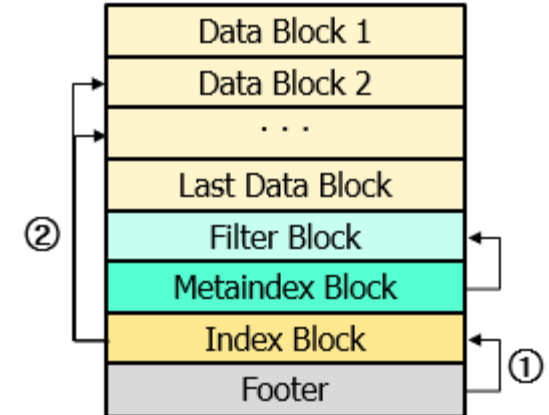 Data Block 1
Data Block 2
. . .
Last Data Block
②
Filter Block
Metaindex Block
Index Block
①
Footer